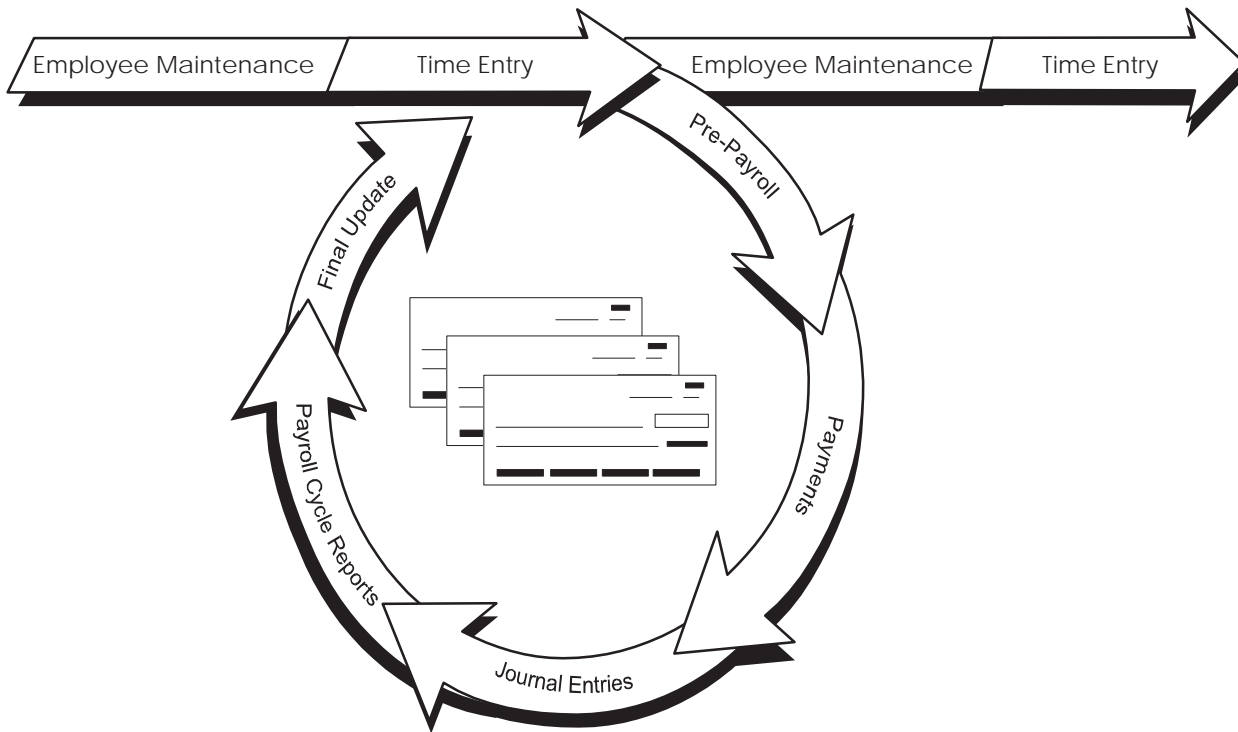 Employee Maintenance
Time Entry
Employee Maintenance
Time Entry
Pre-Payroll
Payments
Journal Entries
Payroll Cycle Reports
Final Update